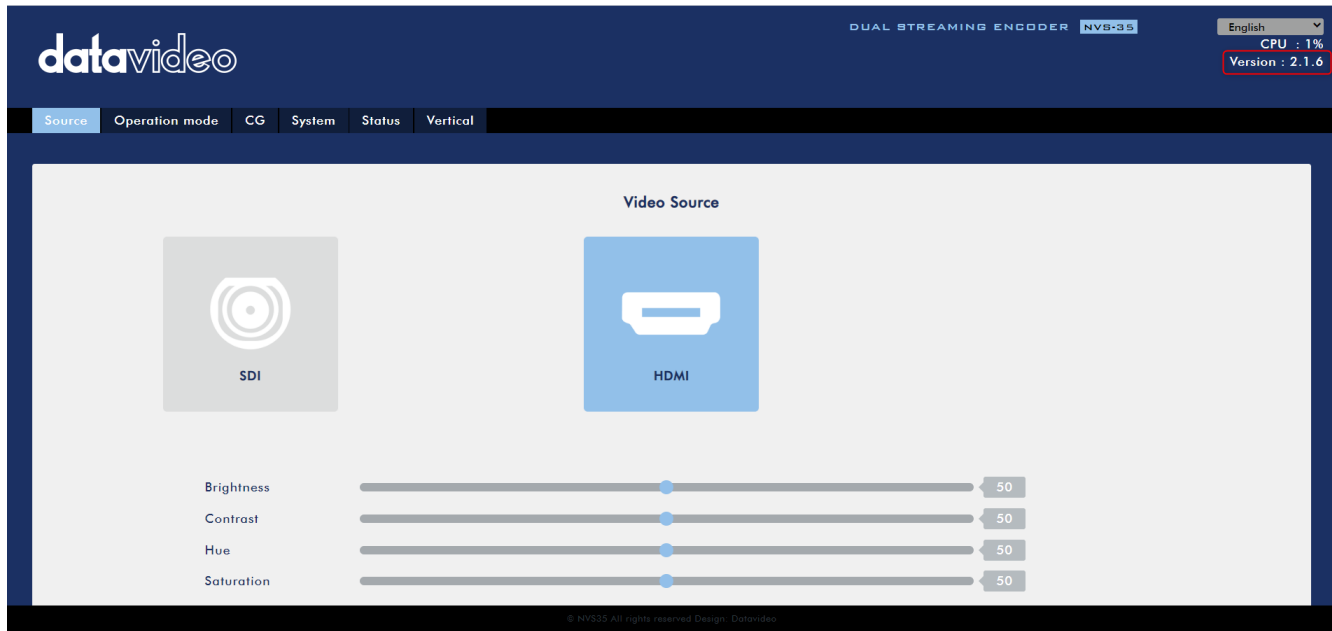 datavideo
DUAL STREAMING ENCODER NVS-35
English
CPU : 1%
Version : 2.1.6
Source Operation mode CG System Status Vertical
Video Source
SDI HDMI
Brightness 50
Contrast 50
Hue 50
Saturation 50
© NVS35 All rights reserved Design: Datavideo